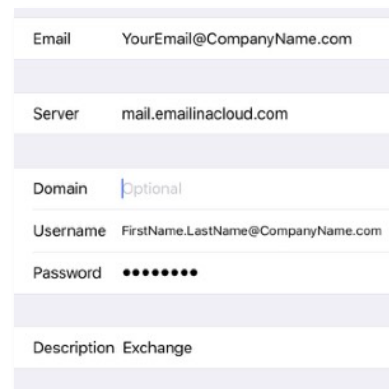 Email YourEmail@CompanyName.com
Server mail.emailinacloud.com
Domain Optional
Username FirstName.LastName@CompanyName.com
Password ●●●●●●●●
Description Exchange